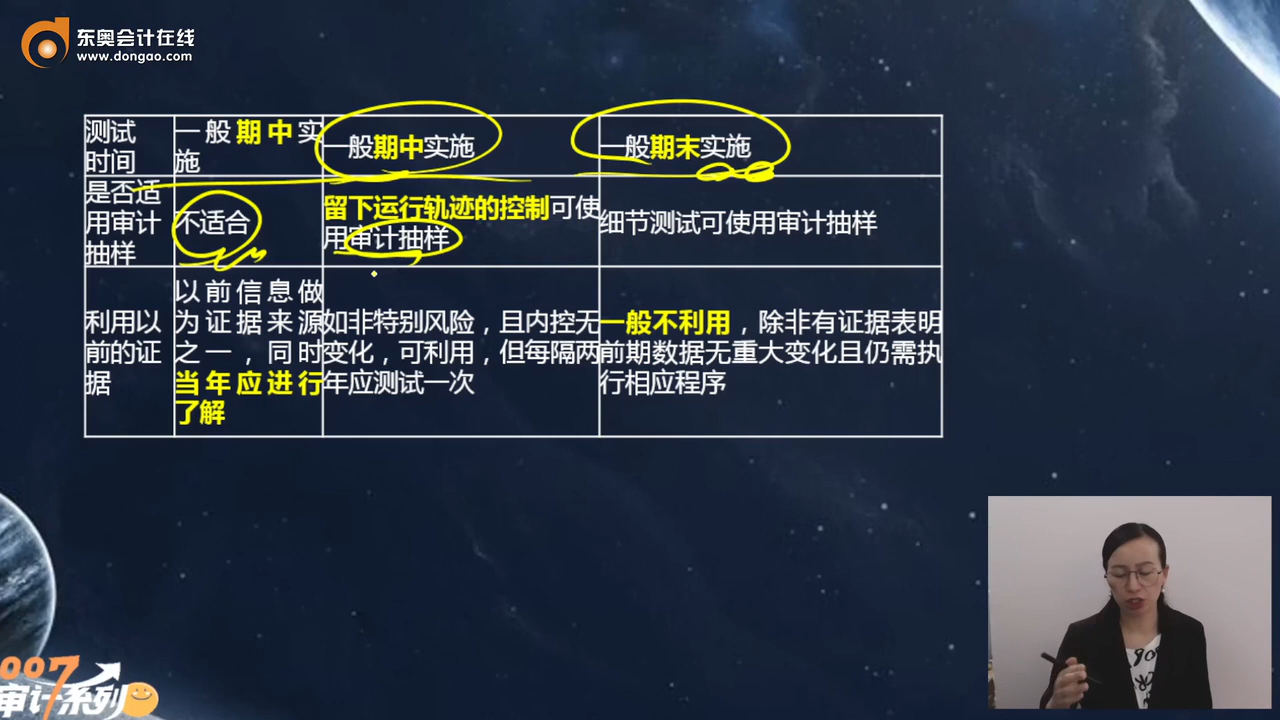 东奥会计在线
www.dongao.com
测试
时间
一般期中实
施
一般期中实施
一般期末实施
是否适
用审计
抽样
不适合
留下运行轨迹的控制可使
用审计抽样
细节测试可使用审计抽样
利用以
前的证
据
以前信息做
为证据来源
之一，同时
当年应进行
了解
如非特别风险，且内控无
变化，可利用，但每隔两
年应测试一次
一般不利用，除非有证据表明
前期数据无重大变化且仍需执
行相应程序
007
审计系列